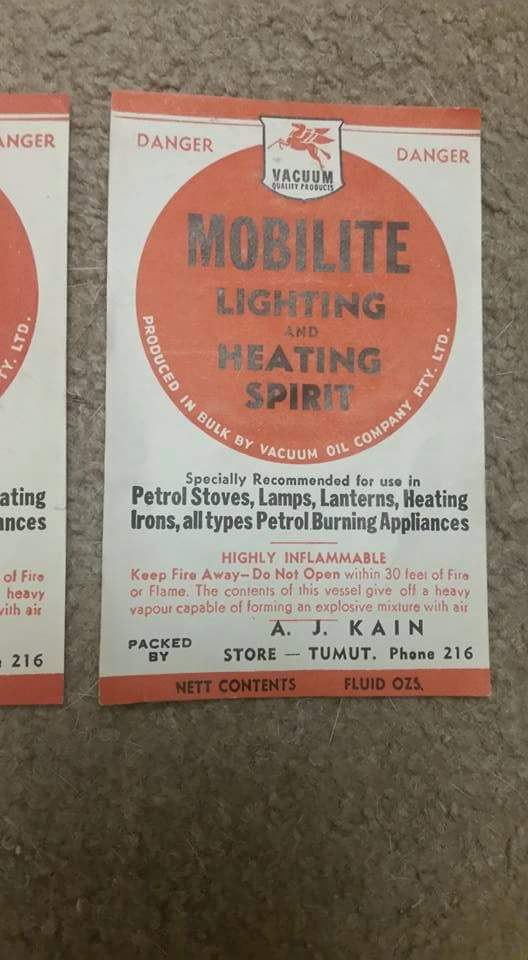 ANGER
TY. LTD.
ating
ances
of Fire
heavy
with air
216
DANGER
DANGER
VACUUM
QUALITY PRODUCTS
MOBILITE
LIGHTING
AND
HEATING
SPIRIT
PRODUCED IN BULK BY VACUUM OIL COMPANY PTY. LTD.
Specially Recommended for use in
Petrol Stoves, Lamps, Lanterns, Heating
Irons, all types Petrol Burning Appliances
HIGHLY INFLAMMABLE
Keep Fire Away—Do Not Open within 30 feet of Fire
or Flame. The contents of this vessel give off a heavy
vapour capable of forming an explosive mixture with air
PACKED BY
A. J. KAIN
STORE — TUMUT. Phone 216
NETT CONTENTS FLUID OZS.